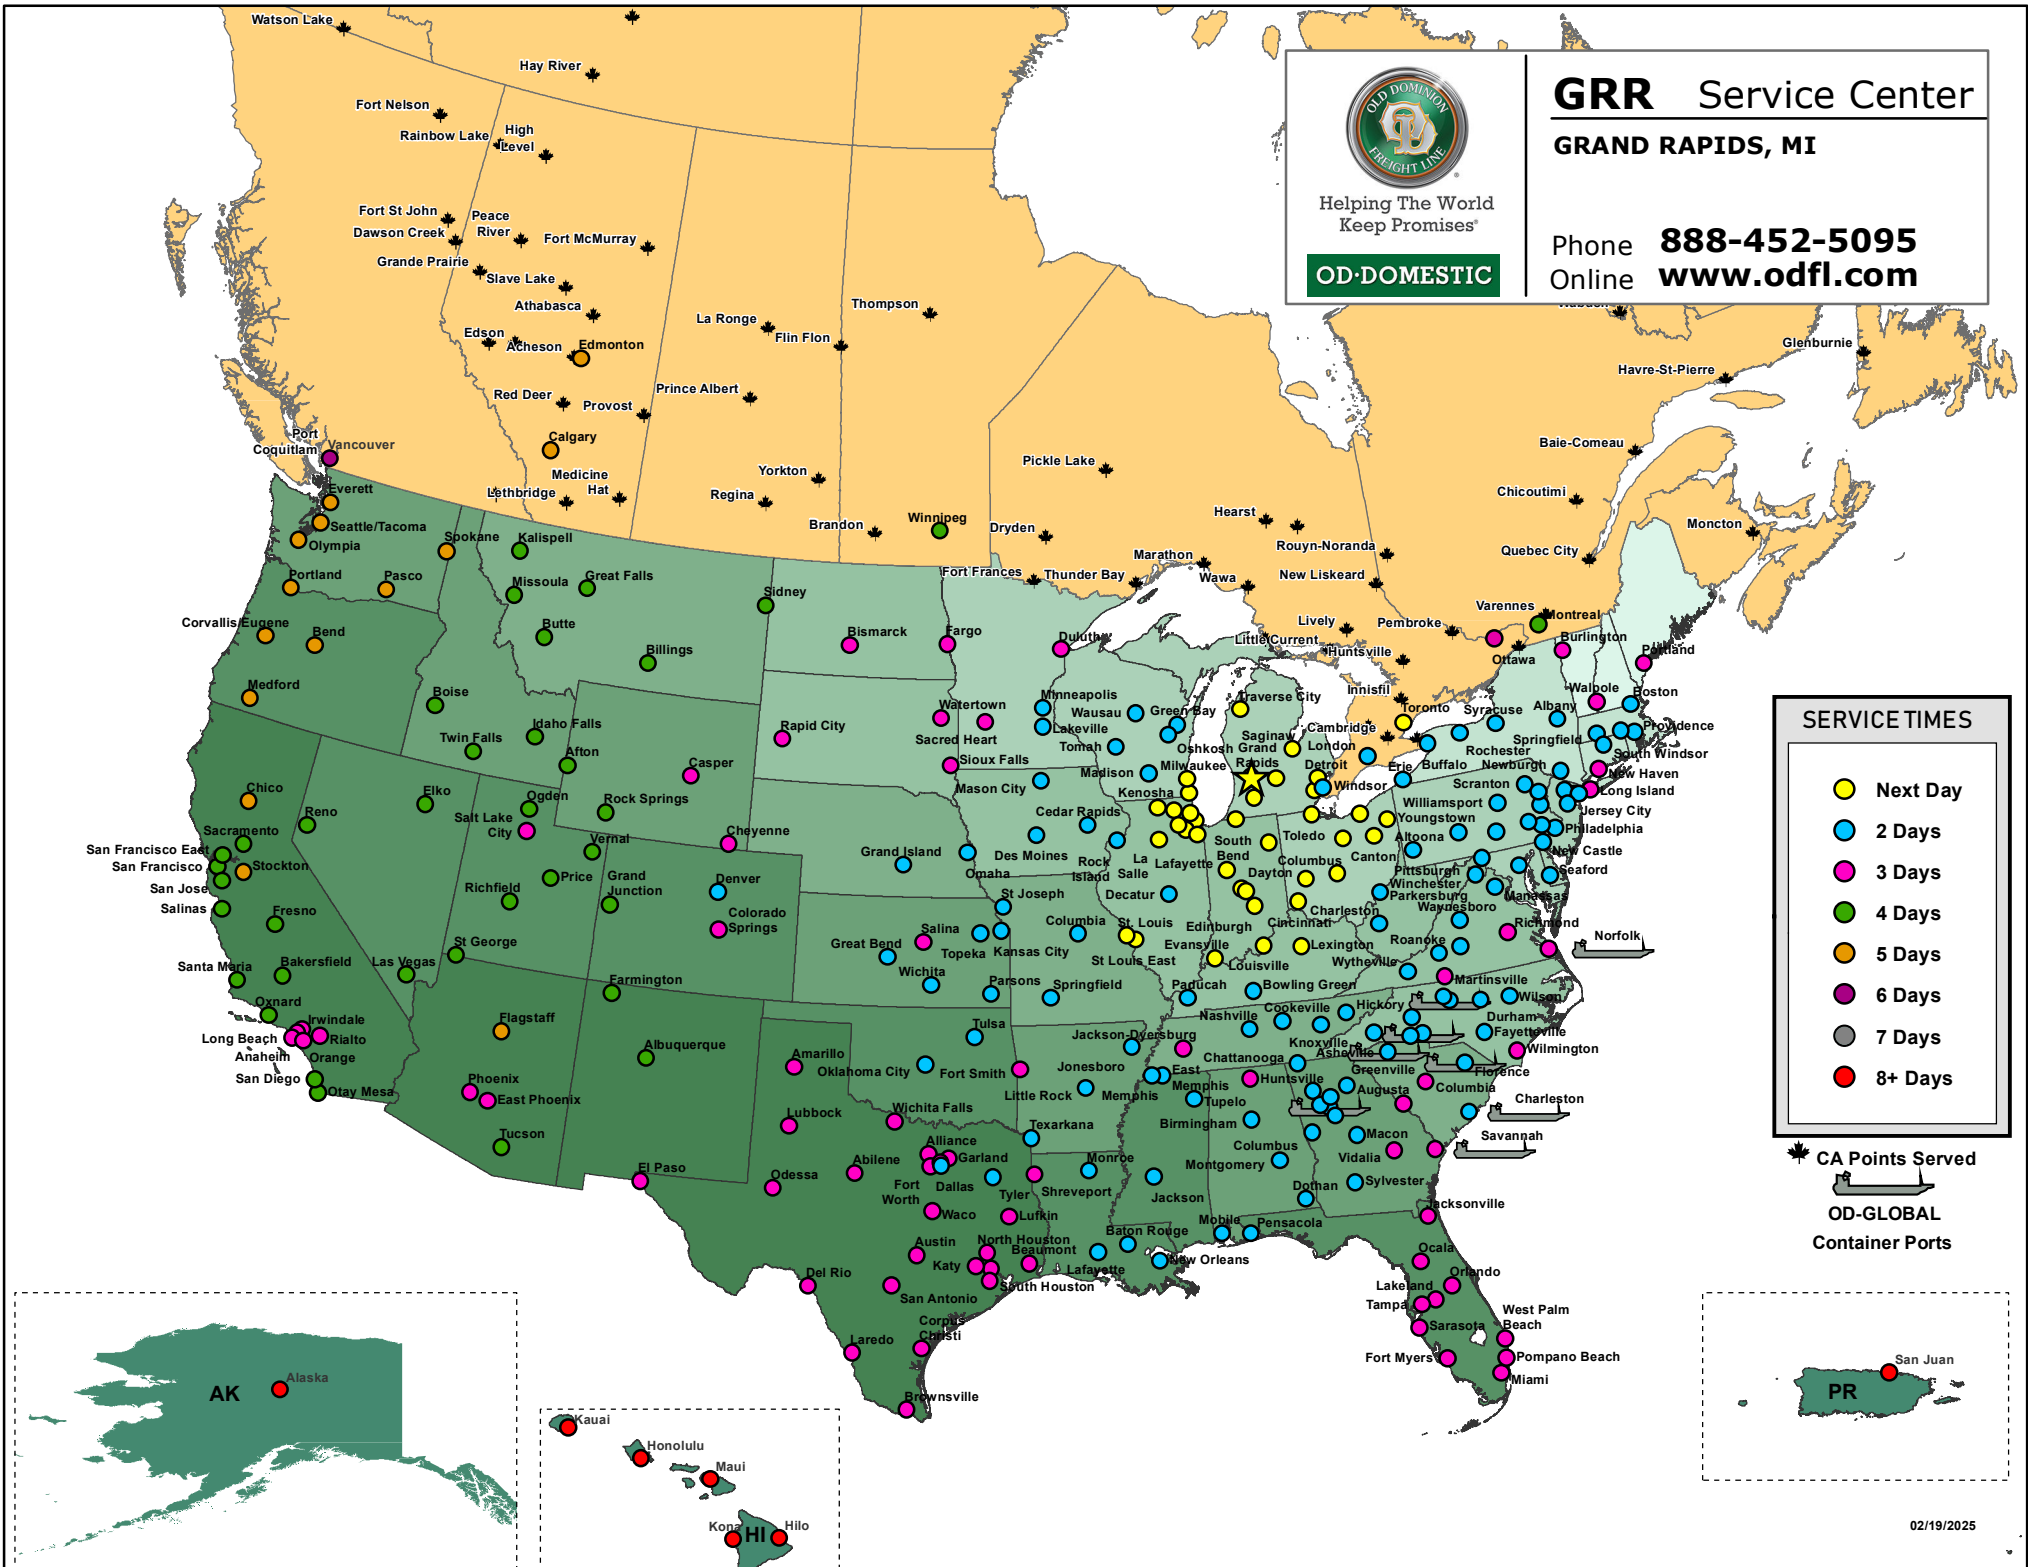 Watson Lake
Hay River
Fort Nelson
Rainbow Lake
High
Level
Fort St John
Dawson Creek
Peace
River
Fort McMurray
Grande Prairie
Slave Lake
Athabasca
Edson
Acheson
Edmonton
La Ronge
Flin Flon
Thompson
Red Deer
Provost
Prince Albert
Calgary
Port
Coquitlam
Vancouver
Medicine
Hat
Lethbridge
Regina
Yorkton
Brandon
Winnipeg
Pickle Lake
Dryden
Fort Frances
Thunder Bay
Marathon
Wawa
Hearst
Rouyn-Noranda
New Liskeard
Lively
Little Current
Huntsville
Pembroke
Varennes
Montreal
Ottawa
Innisfil
Toronto
Cambridge
London
Windsor
Glenburnie
Havre-St-Pierre
Baie-Comeau
Chicoutimi
Moncton
Quebec City
OLD DOMINION
FREIGHT LINE
Helping The World
Keep Promises®
OD·DOMESTIC
GRR Service Center
GRAND RAPIDS, MI
Phone 888-452-5095
Online www.odfl.com
Everett
Seattle/Tacoma
Olympia
Spokane
Portland
Pasco
Corvallis/Eugene
Bend
Medford
Kalispell
Missoula
Great Falls
Butte
Billings
Sidney
Boise
Twin Falls
Idaho Falls
Afton
Casper
Rock Springs
Cheyenne
Chico
Reno
Elko
Ogden
Salt Lake
City
Vernal
Price
Richfield
St George
Sacramento
San Francisco East
San Francisco
Stockton
San Jose
Salinas
Fresno
Santa Maria
Bakersfield
Las Vegas
Oxnard
Irwindale
Long Beach
Rialto
Anaheim
Orange
San Diego
Otay Mesa
Grand
Junction
Denver
Colorado
Springs
Farmington
Flagstaff
Albuquerque
Phoenix
East Phoenix
Tucson
El Paso
Bismarck
Fargo
Duluth
Rapid City
Watertown
Sacred Heart
Sioux Falls
Minneapolis
Lakeville
Wausau
Green Bay
Tomah
Oshkosh
Madison
Milwaukee
Kenosha
Mason City
Cedar Rapids
Des Moines
Rock
Island
La
Salle
Grand Island
Omaha
St Joseph
Salina
Topeka
Kansas City
Great Bend
Wichita
Parsons
Columbia
Springfield
Decatur
St. Louis
St Louis East
Traverse City
Saginaw
Grand
Rapids
Detroit
South
Bend
Lafayette
Edinburgh
Evansville
Toledo
Columbus
Dayton
Cincinnati
Canton
Youngstown
Louisville
Lexington
Charleston
Parkersburg
Erie
Buffalo
Rochester
Syracuse
Albany
Burlington
Portland
Walpole
Boston
Providence
Springfield
South Windsor
New Haven
Long Island
Newburgh
Scranton
Williamsport
Jersey City
Altoona
Philadelphia
New Castle
Pittsburgh
Seaford
Winchester
Manassas
Waynesboro
Richmond
Norfolk
Roanoke
Wytheville
Martinsville
Paducah
Bowling Green
Nashville
Cookeville
Hickory
Wilson
Durham
Fayetteville
Wilmington
Knoxville
Asheville
Chattanooga
Greenville
Florence
Columbia
Augusta
Charleston
Savannah
Jackson-Dyersburg
East
Memphis
Memphis
Tupelo
Huntsville
Birmingham
Jonesboro
Little Rock
Fort Smith
Tulsa
Oklahoma City
Amarillo
Lubbock
Wichita Falls
Texarkana
Alliance
Garland
Abilene
Odessa
Fort
Worth
Dallas
Tyler
Shreveport
Monroe
Jackson
Waco
Lufkin
Austin
North Houston
Beaumont
Katy
South Houston
Del Rio
San Antonio
Corpus
Christi
Laredo
Brownsville
Lafayette
Baton Rouge
New Orleans
Mobile
Pensacola
Montgomery
Columbus
Macon
Vidalia
Dothan
Sylvester
Jacksonville
Ocala
Orlando
Lakeland
Tampa
Sarasota
West Palm
Beach
Fort Myers
Pompano Beach
Miami
SERVICE TIMES
Next Day
2 Days
3 Days
4 Days
5 Days
6 Days
7 Days
8+ Days
CA Points Served
OD-GLOBAL
Container Ports
AK
Alaska
Kauai
Honolulu
Maui
Kona
HI
Hilo
San Juan
PR
02/19/2025